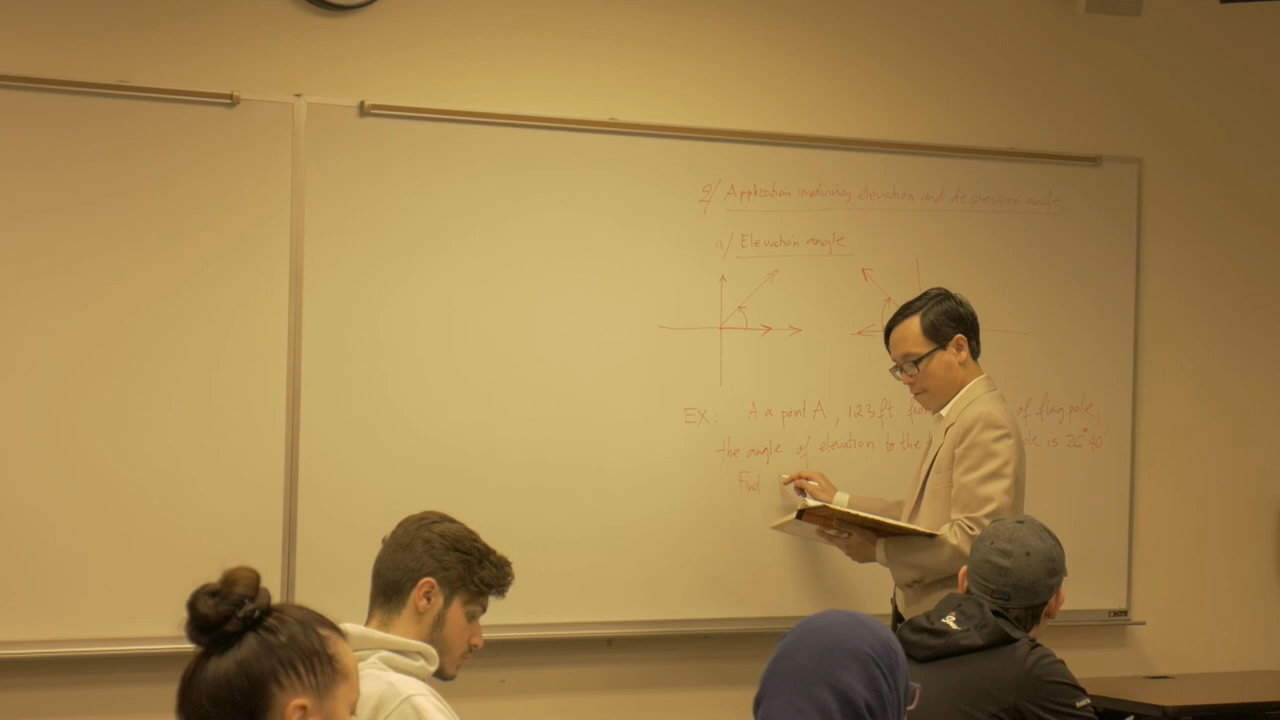 2/ Application involving elevation and depression angle.
a/ Elevation angle
EX: A a point A, 123 ft from of flag pole,
the angle of elevation to the is 26° 40'
Find